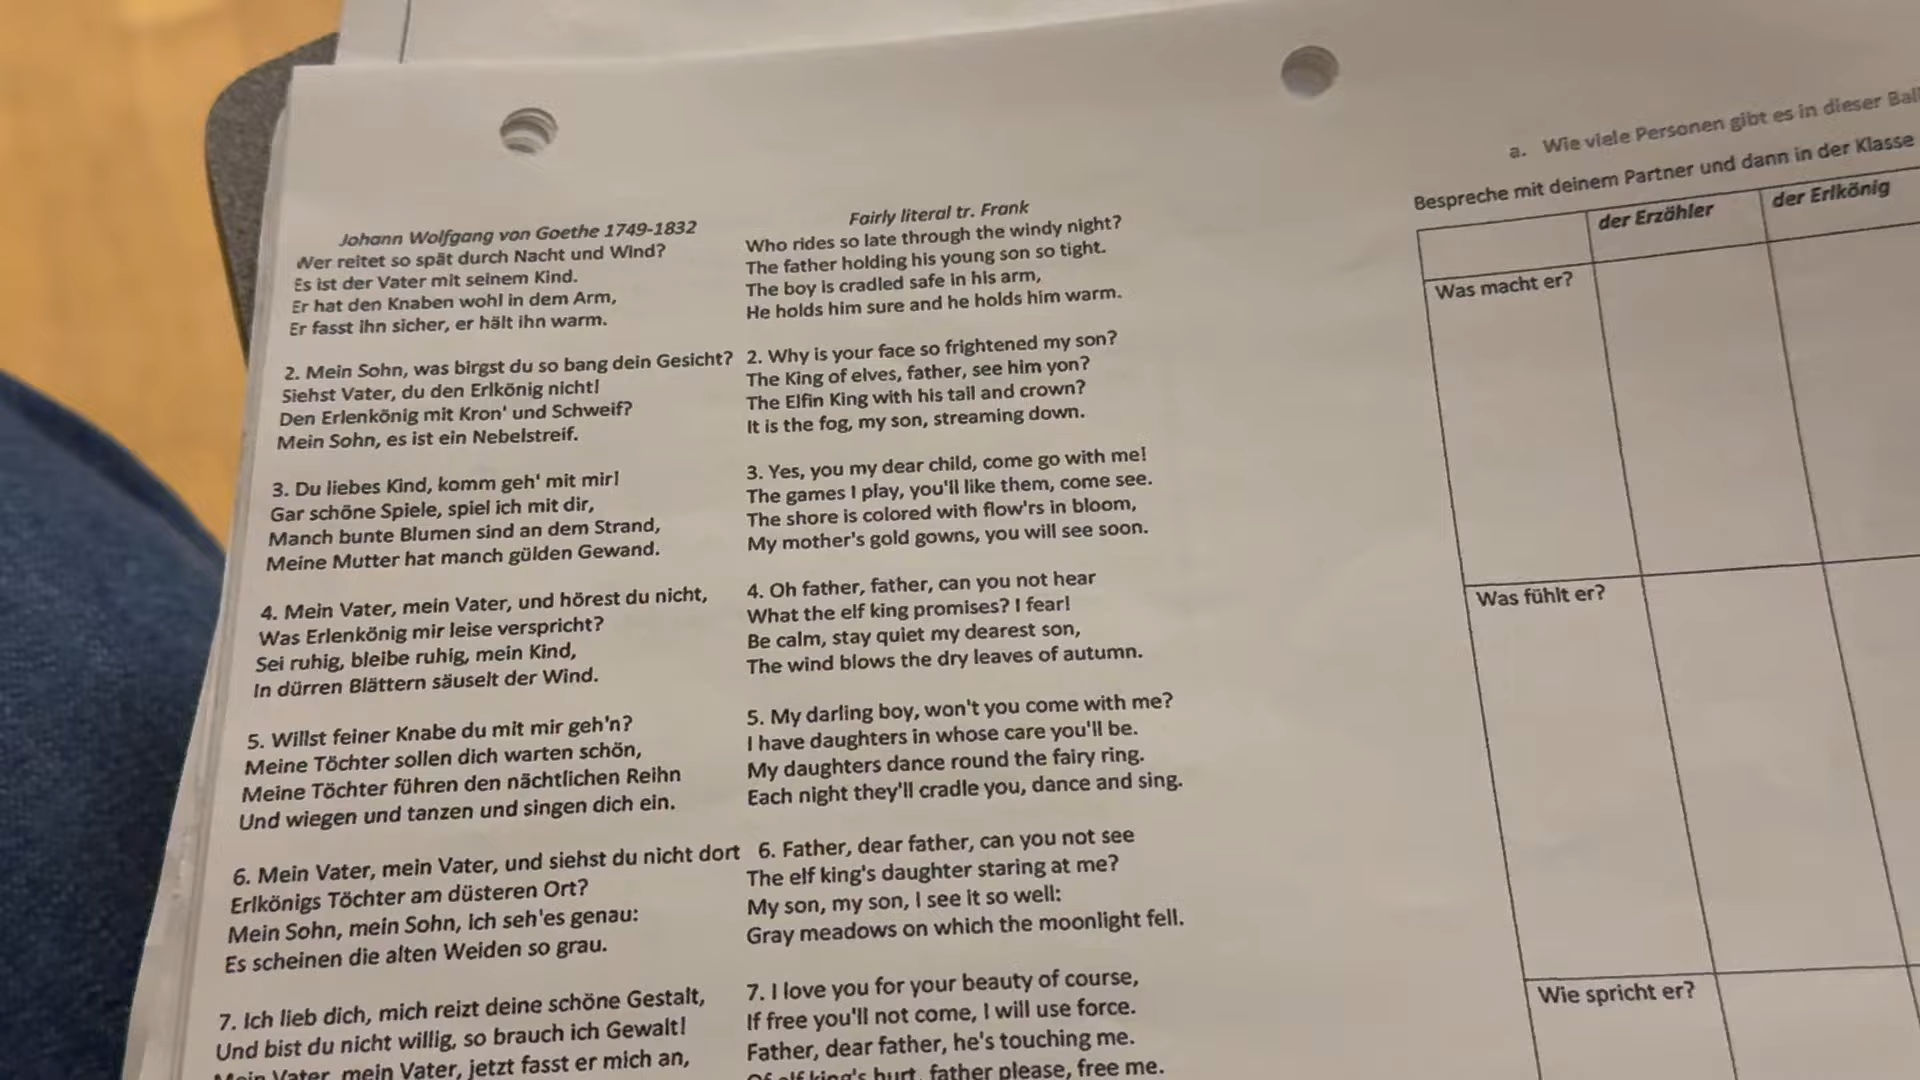 Johann Wolfgang von Goethe 1749-1832
Wer reitet so spät durch Nacht und Wind?
Es ist der Vater mit seinem Kind.
Er hat den Knaben wohl in dem Arm,
Er fasst ihn sicher, er hält ihn warm.
2. Mein Sohn, was birgst du so bang dein Gesicht?
Siehst Vater, du den Erlkönig nicht!
Den Erlenkönig mit Kron' und Schweif?
Mein Sohn, es ist ein Nebelstreif.
3. Du liebes Kind, komm geh' mit mir!
Gar schöne Spiele, spiel ich mit dir,
Manch bunte Blumen sind an dem Strand,
Meine Mutter hat manch gülden Gewand.
4. Mein Vater, mein Vater, und hörest du nicht,
Was Erlenkönig mir leise verspricht?
Sei ruhig, bleibe ruhig, mein Kind,
In dürren Blättern säuselt der Wind.
5. Willst feiner Knabe du mit mir geh'n?
Meine Töchter sollen dich warten schön,
Meine Töchter führen den nächtlichen Reihn
Und wiegen und tanzen und singen dich ein.
6. Mein Vater, mein Vater, und siehst du nicht dort
Erlkönigs Töchter am düsteren Ort?
Mein Sohn, mein Sohn, ich seh'es genau:
Es scheinen die alten Weiden so grau.
7. Ich lieb dich, mich reizt deine schöne Gestalt,
Und bist du nicht willig, so brauch ich Gewalt!
Mein Vater, mein Vater, jetzt fasst er mich an,
Fairly literal tr. Frank
Who rides so late through the windy night?
The father holding his young son so tight.
The boy is cradled safe in his arm,
He holds him sure and he holds him warm.
2. Why is your face so frightened my son?
The King of elves, father, see him yon?
The Elfin King with his tail and crown?
It is the fog, my son, streaming down.
3. Yes, you my dear child, come go with me!
The games I play, you'll like them, come see.
The shore is colored with flow'rs in bloom,
My mother's gold gowns, you will see soon.
4. Oh father, father, can you not hear
What the elf king promises? I fear!
Be calm, stay quiet my dearest son,
The wind blows the dry leaves of autumn.
5. My darling boy, won't you come with me?
I have daughters in whose care you'll be.
My daughters dance round the fairy ring.
Each night they'll cradle you, dance and sing.
6. Father, dear father, can you not see
The elf king's daughter staring at me?
My son, my son, I see it so well:
Gray meadows on which the moonlight fell.
7. I love you for your beauty of course,
If free you'll not come, I will use force.
Father, dear father, he's touching me.
Of elf king's hurt, father please, free me.
a. Wie viele Personen gibt es in dieser
Bespreche mit deinem Partner und dann in der Klasse
der Erzähler
der Erlkönig
Was macht er?
Was fühlt er?
Wie spricht er?